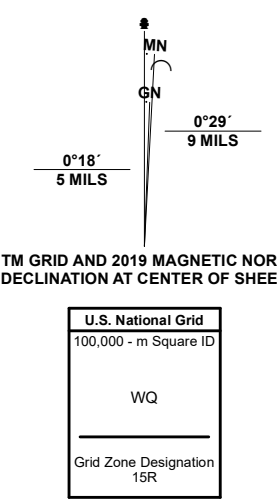 MN
GN
0°29´
9 MILS
0°18´
5 MILS
TM GRID AND 2019 MAGNETIC NOR
DECLINATION AT CENTER OF SHEE
U.S. National Grid
100,000 - m Square ID
WQ
Grid Zone Designation
15R